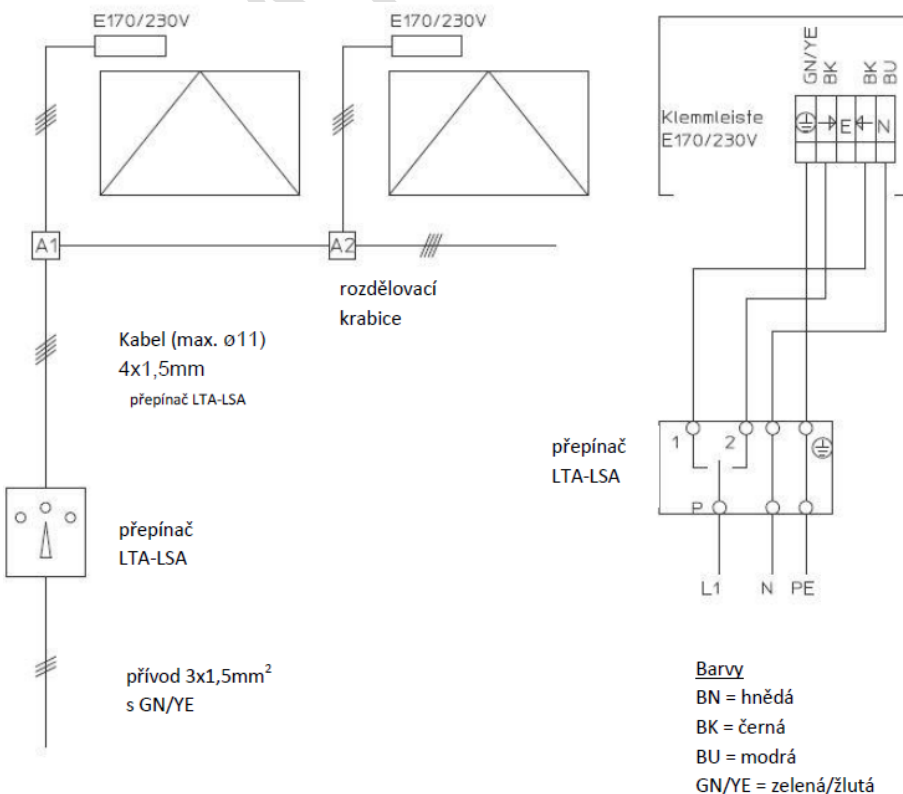 E170/230V
E170/230V
A1
A2
rozdělovací
krabice
Kabel (max. ø11)
4x1,5mm
přepínač LTA-LSA
přepínač
LTA-LSA
přívod 3x1,5mm²
s GN/YE
GN/YE
BK
BK
BU
Klemmleiste
E170/230V
E
N
přepínač
LTA-LSA
1
2
P
L1
N
PE
Barvy
BN = hnědá
BK = černá
BU = modrá
GN/YE = zelená/žlutá